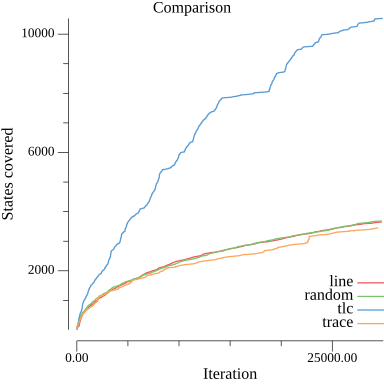 Comparison
States covered
10000
6000
2000
line
random
tlc
trace
0.00
25000.00
Iteration